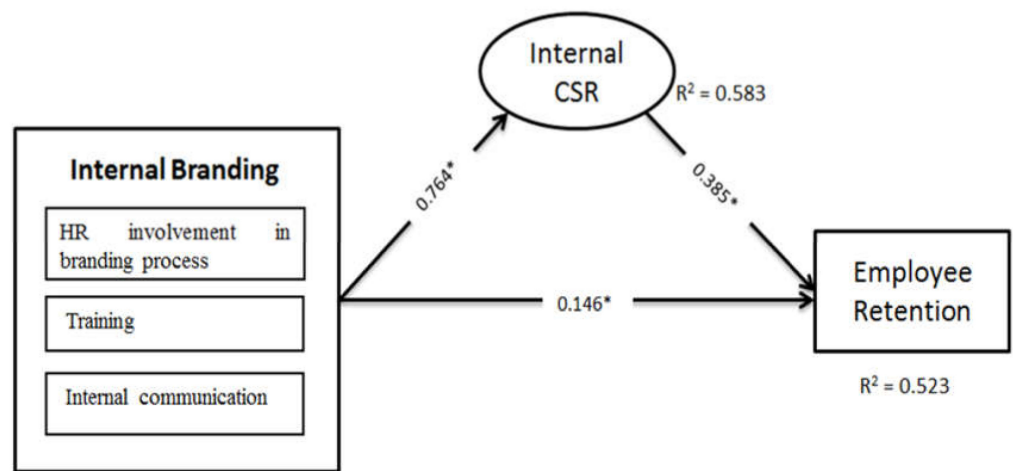 Internal
CSR
R² = 0.583
Internal Branding
HR involvement in
branding process
Training
Internal communication
0.764*
0.385*
0.146*
Employee
Retention
R² = 0.523